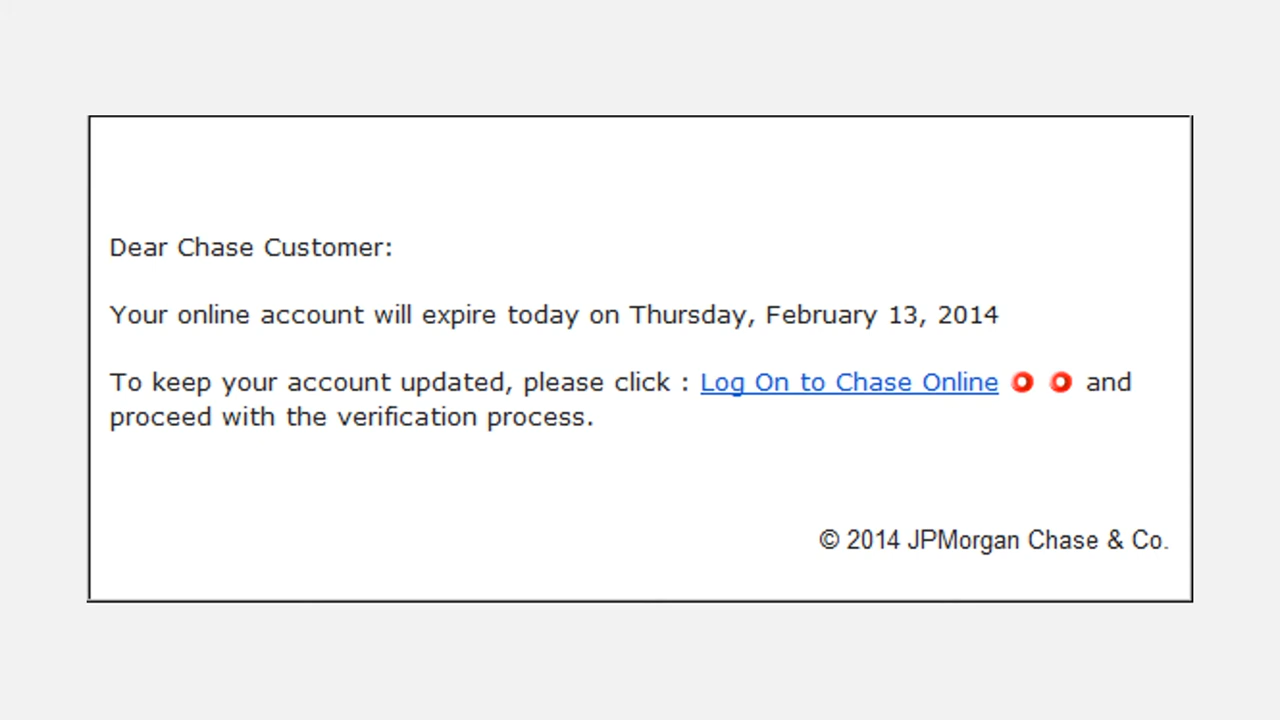 Dear Chase Customer:
Your online account will expire today on Thursday, February 13, 2014
To keep your account updated, please click : Log On to Chase Online and
proceed with the verification process.
© 2014 JPMorgan Chase & Co.